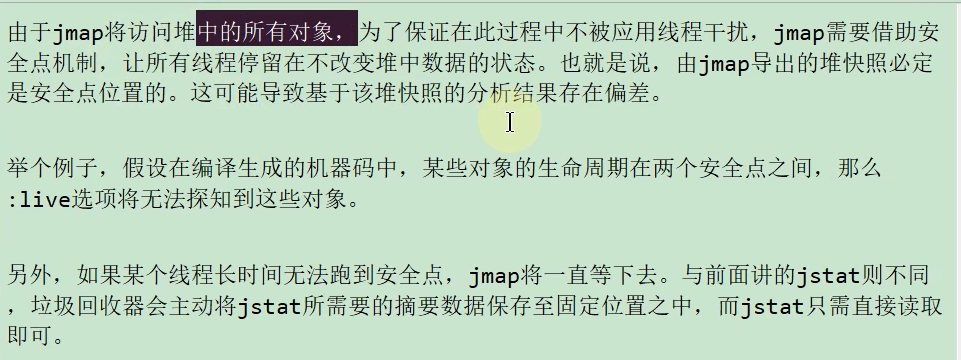 由于jmap将访问堆中的所有对象，为了保证在此过程中不被应用线程干扰，jmap需要借助安
全点机制，让所有线程停留在不改变堆中数据的状态。也就是说，由jmap导出的堆快照必定
是安全点位置的。这可能导致基于该堆快照的分析结果存在偏差。
举个例子，假设在编译生成的机器码中，某些对象的生命周期在两个安全点之间，那么
:live选项将无法探知到这些对象。
另外，如果某个线程长时间无法跑到安全点，jmap将一直等下去。与前面讲的jstat则不同
，垃圾回收器会主动将jstat所需要的摘要数据保存至固定位置之中，而jstat只需直接读取
即可。